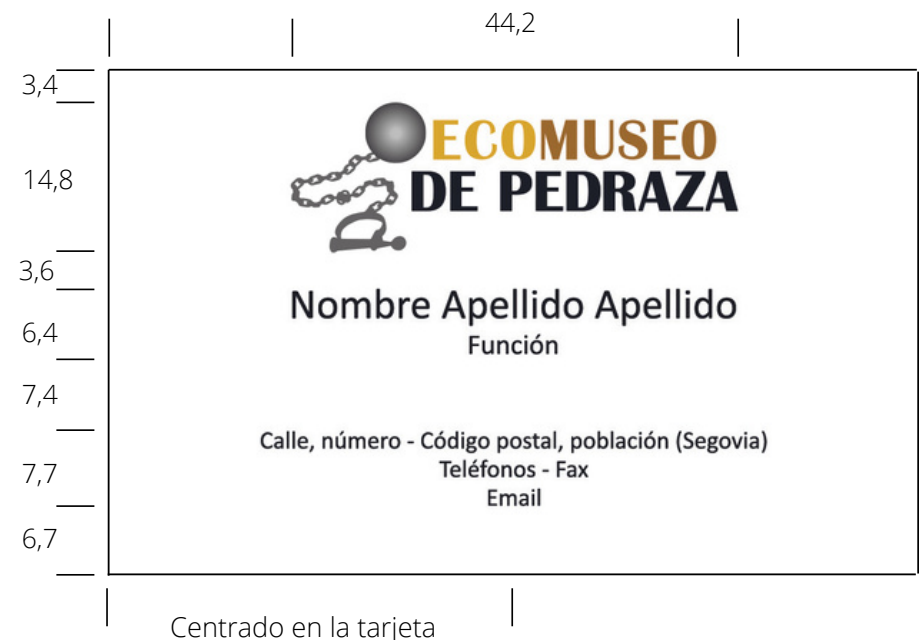 44,2
3,4
14,8
3,6
6,4
7,4
7,7
6,7
ECOMUSEO
DE PEDRAZA
Nombre Apellido Apellido
Función
Calle, número - Código postal, población (Segovia)
Teléfonos - Fax
Email
Centrado en la tarjeta